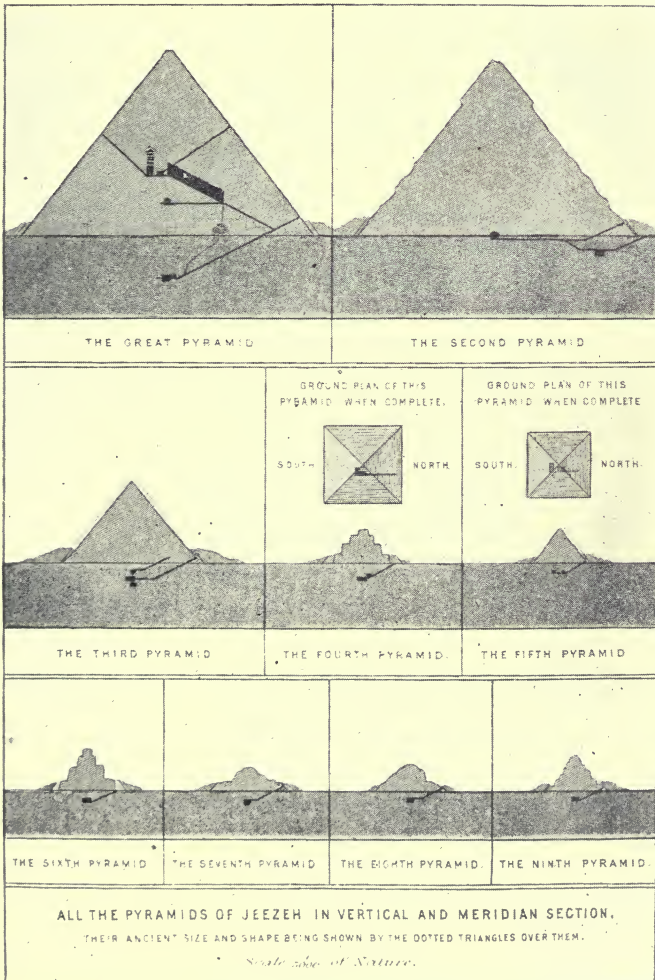 THE GREAT PYRAMID
THE SECOND PYRAMID
GROUND PLAN OF THIS
PYRAMID WHEN COMPLETE.
SOUTH. NORTH.
GROUND PLAN OF THIS
PYRAMID WHEN COMPLETE
SOUTH. NORTH.
THE THIRD PYRAMID
THE FOURTH PYRAMID.
THE FIFTH PYRAMID
THE SIXTH PYRAMID
THE SEVENTH PYRAMID
THE EIGHTH PYRAMID.
THE NINTH PYRAMID.
ALL THE PYRAMIDS OF JEEZEH IN VERTICAL AND MERIDIAN SECTION,
THEIR ANCIENT SIZE AND SHAPE BEING SHOWN BY THE DOTTED TRIANGLES OVER THEM.
Scale of Nature.